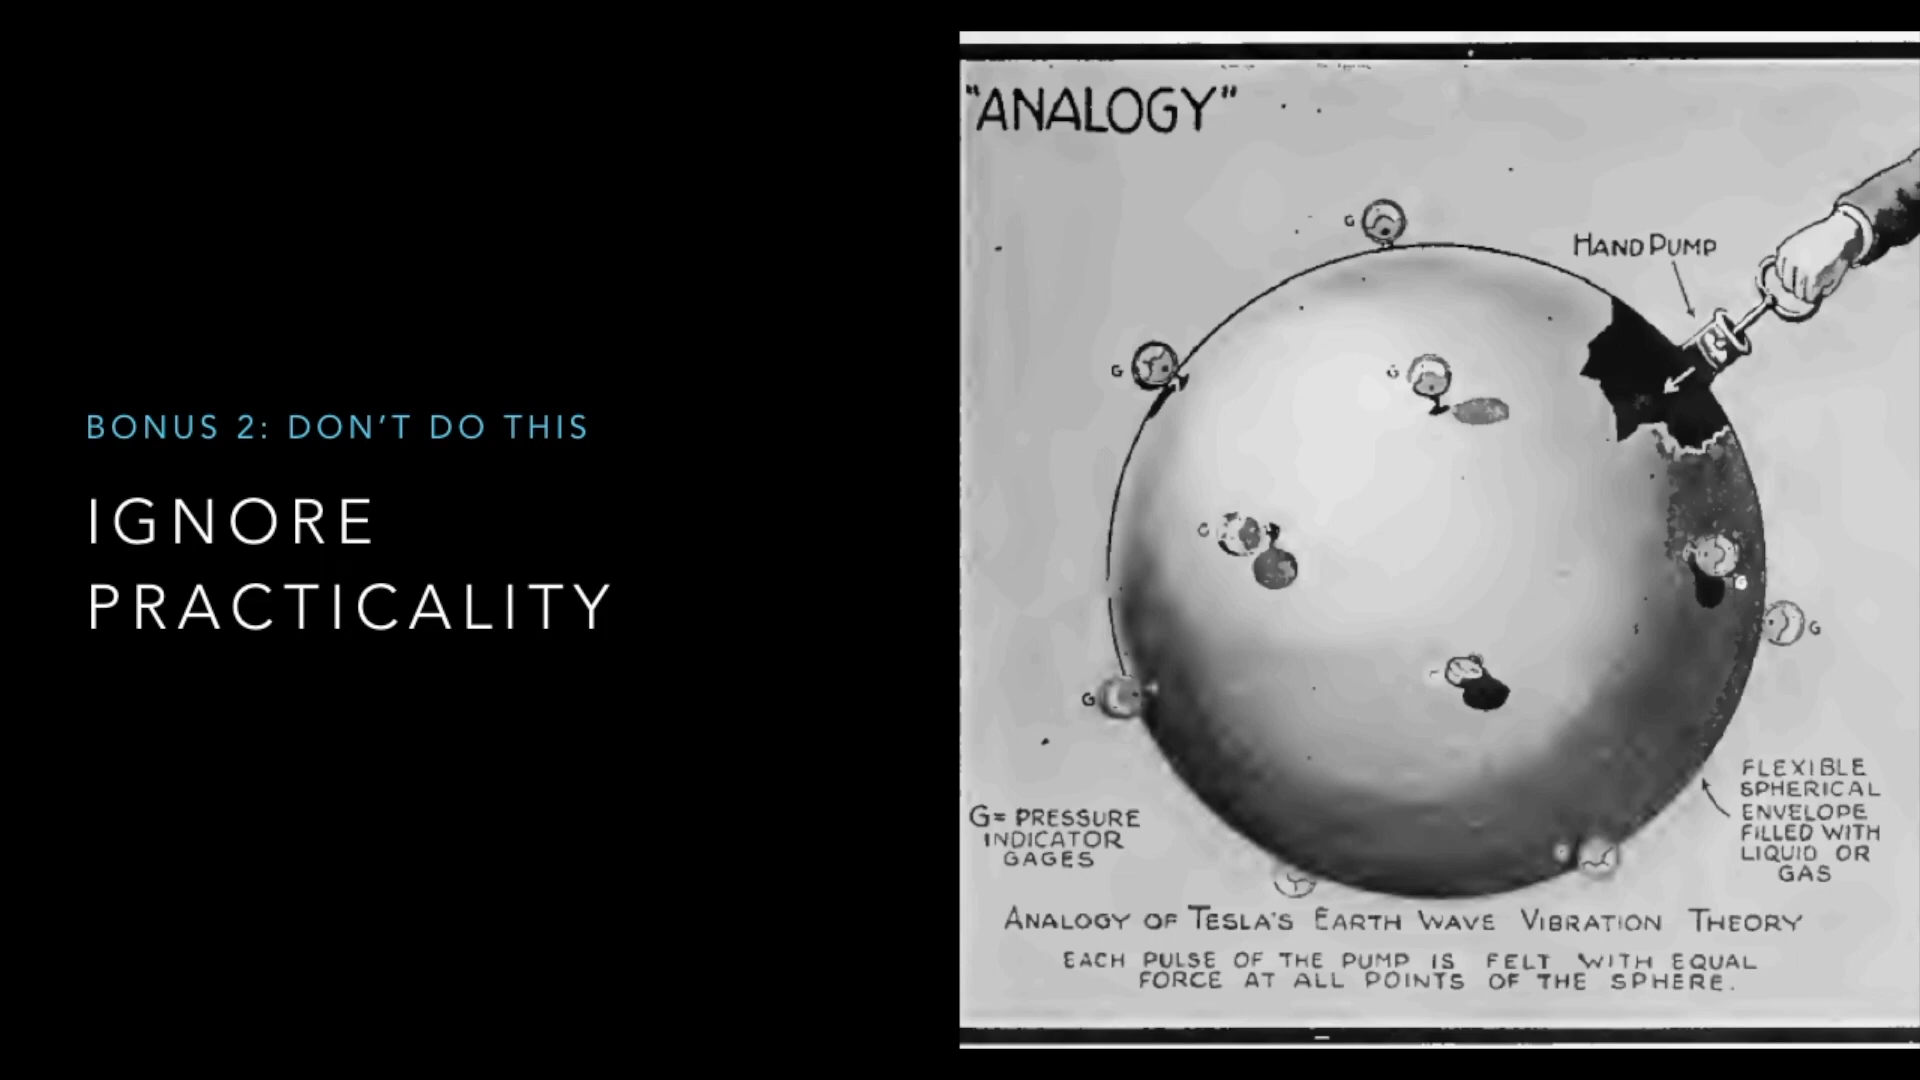 BONUS 2: DON'T DO THIS
IGNORE
PRACTICALITY
"ANALOGY"
G
HAND PUMP
G
G
G
G
G
G
G= PRESSURE
INDICATOR
GAGES
FLEXIBLE
SPHERICAL
ENVELOPE
FILLED WITH
LIQUID OR
GAS
ANALOGY OF TESLA'S EARTH WAVE VIBRATION THEORY
EACH PULSE OF THE PUMP IS FELT WITH EQUAL
FORCE AT ALL POINTS OF THE SPHERE.